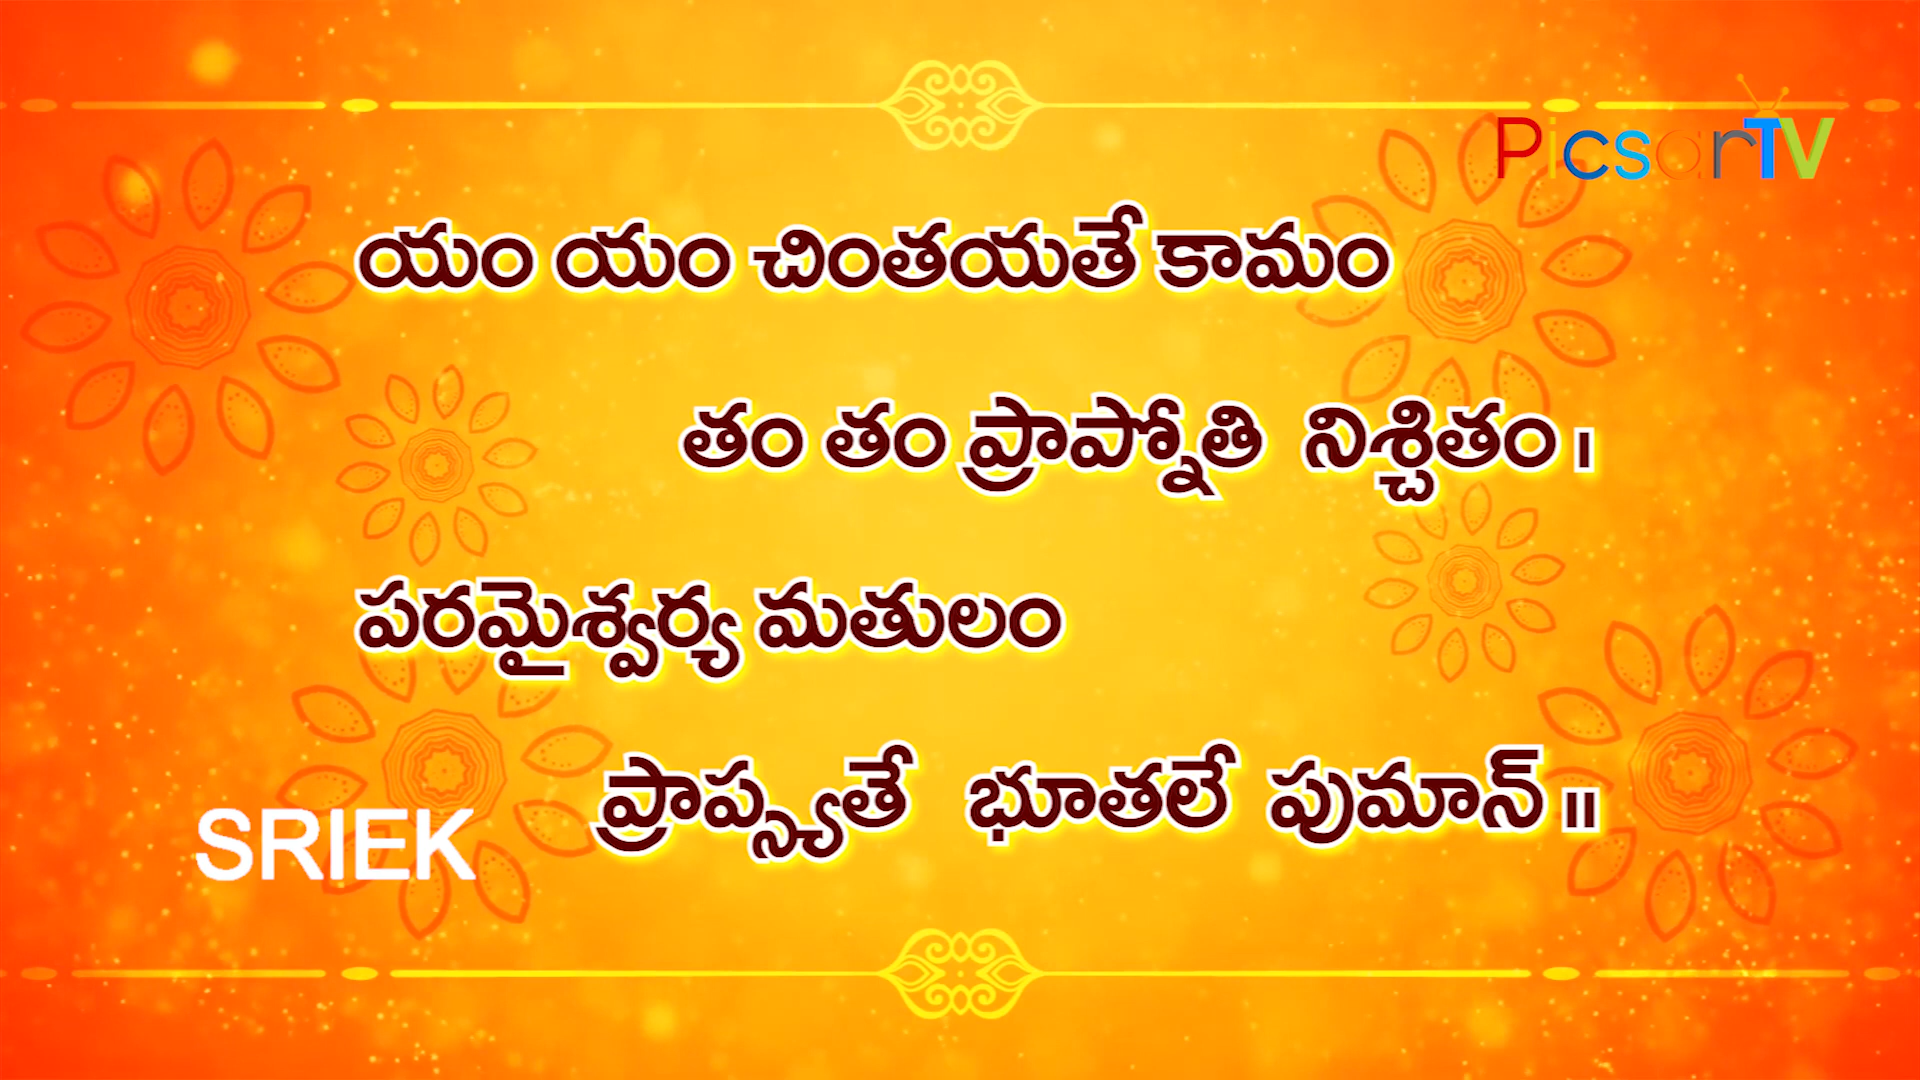 PicsarTV
యం యం చింతయతే కామం
తం తం ప్రాప్నోతి నిశ్చితం।
పరమైశ్వర్య మతులం
ప్రాప్స్యతే భూతలే పుమాన్॥
SRIEK